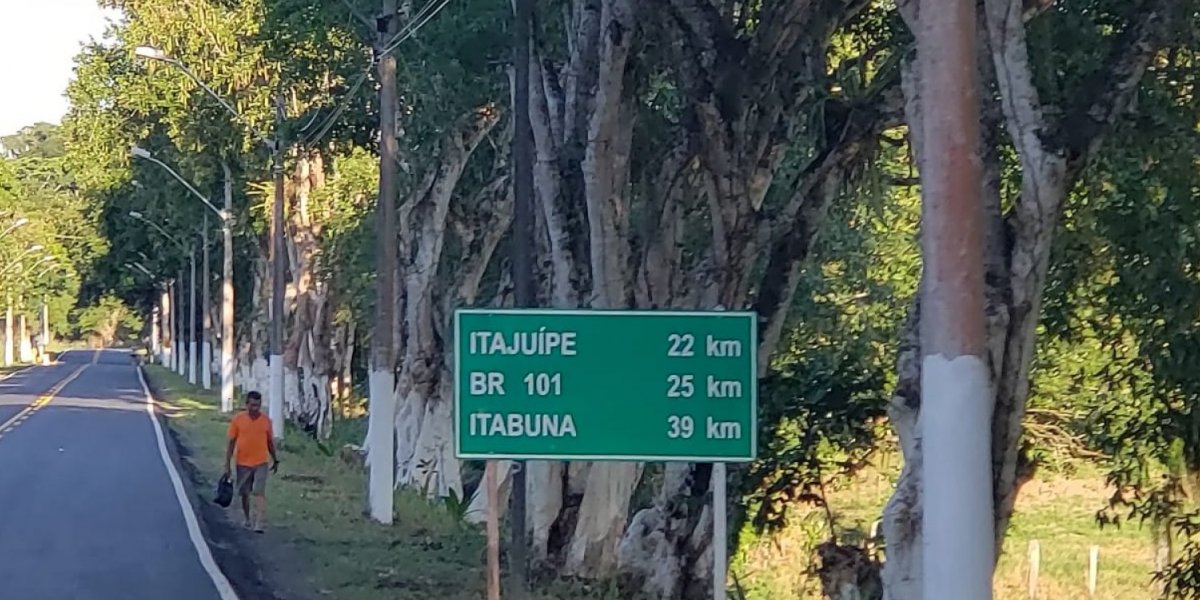 ITAJUÍPE 22 km
BR 101 25 km
ITABUNA 39 km